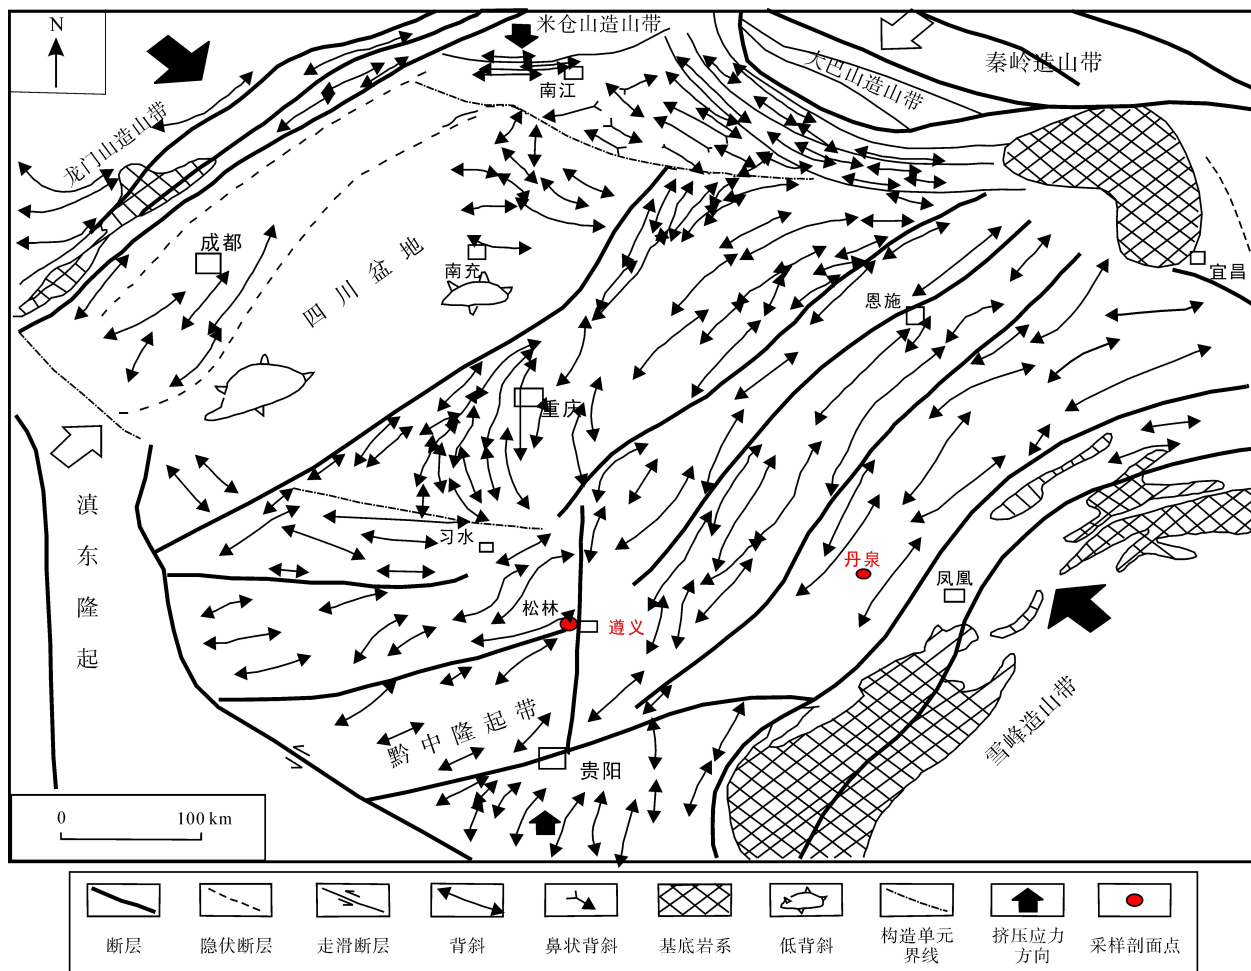 N
米仓山造山带
秦岭造山带
大巴山造山带
南江
龙门山造山带
成都
四川盆地
南充
宜昌
恩施
重庆
滇东隆起
习水
丹泉
凤凰
松林
遵义
黔中隆起带
雪峰造山带
贵阳
0 100 km
断层
隐伏断层
走滑断层
背斜
鼻状背斜
基底岩系
低背斜
构造单元
界线
挤压应力
方向
采样剖面点